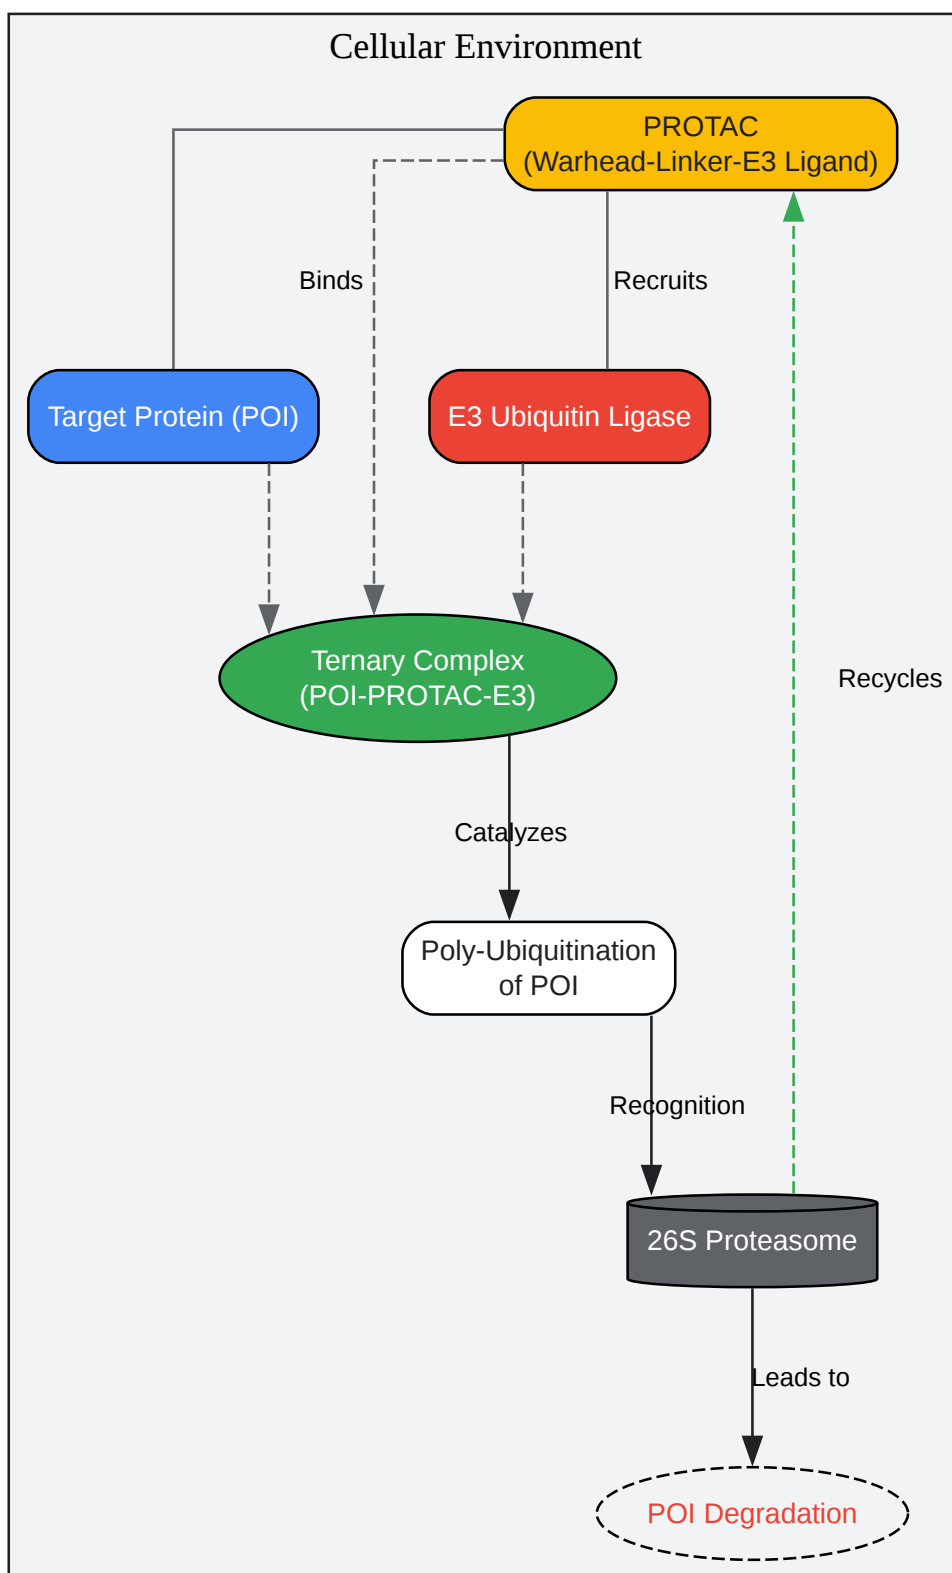 Cellular Environment
PROTAC
(Warhead-Linker-E3 Ligand)
Binds
Recruits
Target Protein (POI)
E3 Ubiquitin Ligase
Ternary Complex
(POI-PROTAC-E3)
Recycles
Catalyzes
Poly-Ubiquitination
of POI
Recognition
26S Proteasome
Leads to
POI Degradation